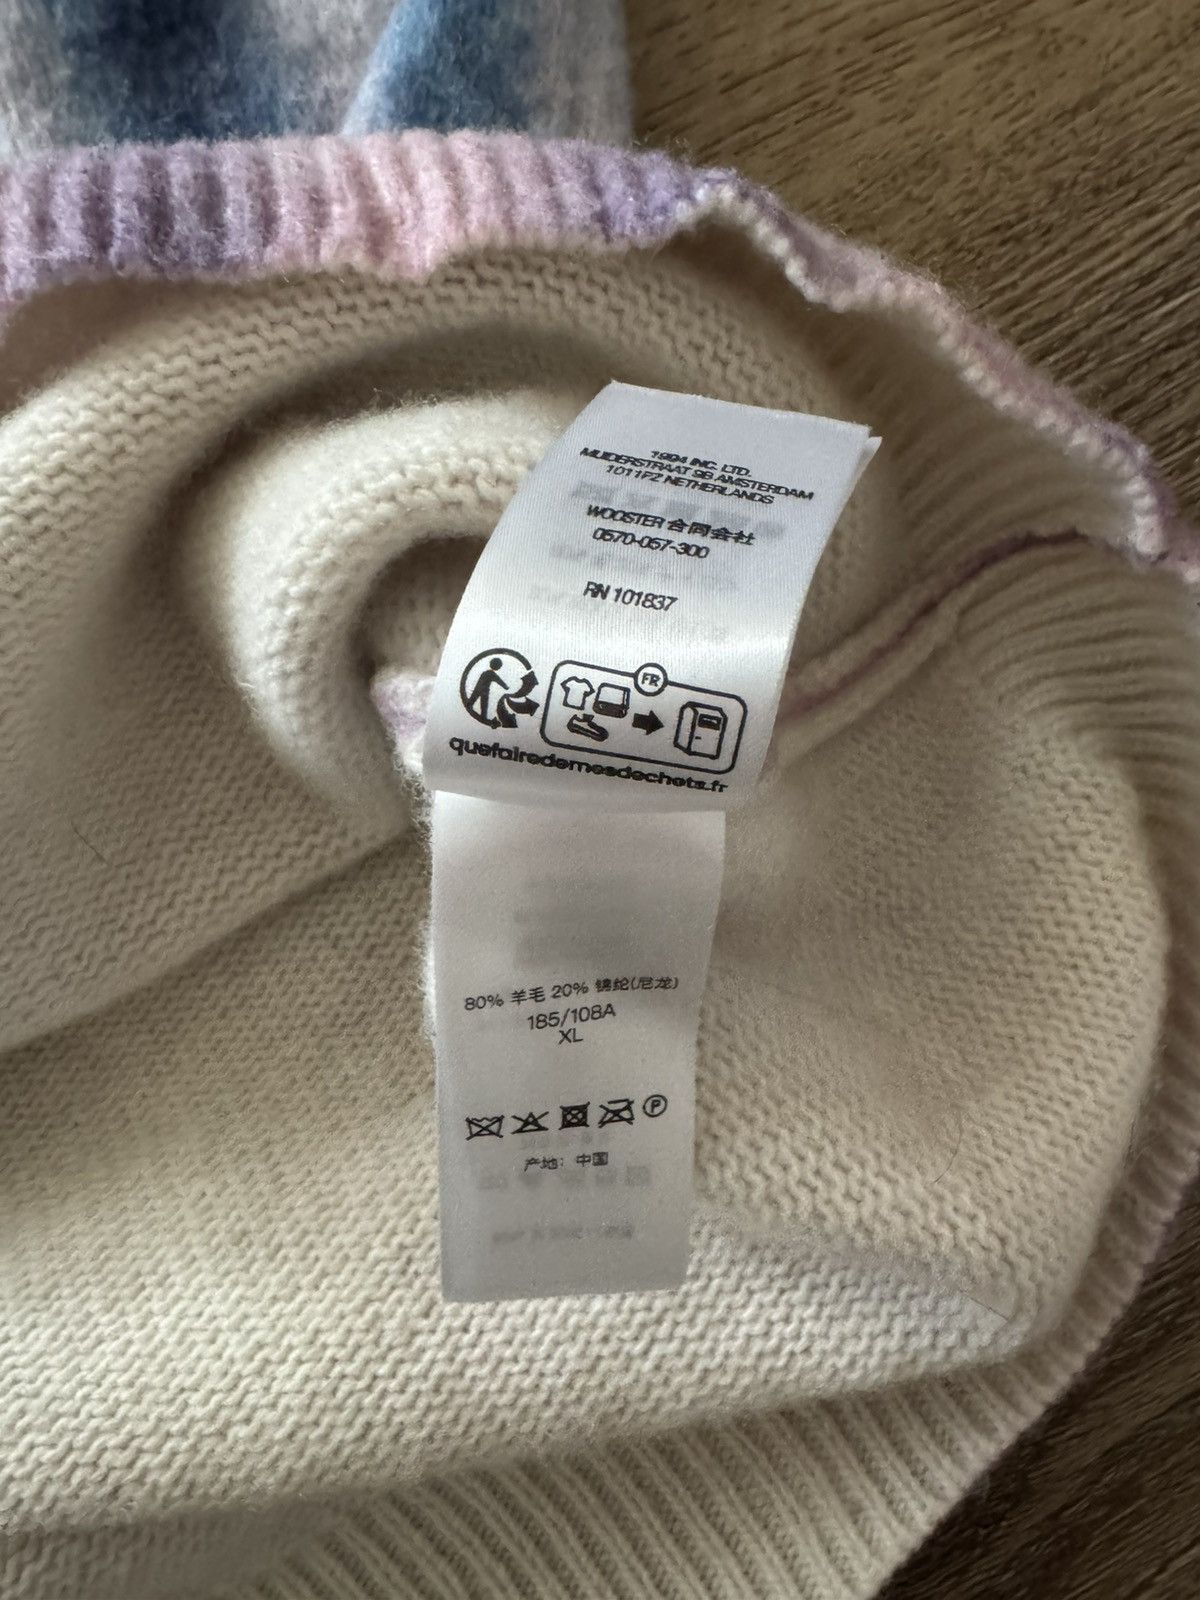 1994 INC. LTD.
MUIDERSTRAAT 9B AMSTERDAM
1011PZ NETHERLANDS
WOOSTER 合同会社
0570-057-300
RN 101837
FR
quefairedemesdechets.fr
80% 羊毛 20% 锦纶(尼龙)
185/108A
XL
P
产地: 中国